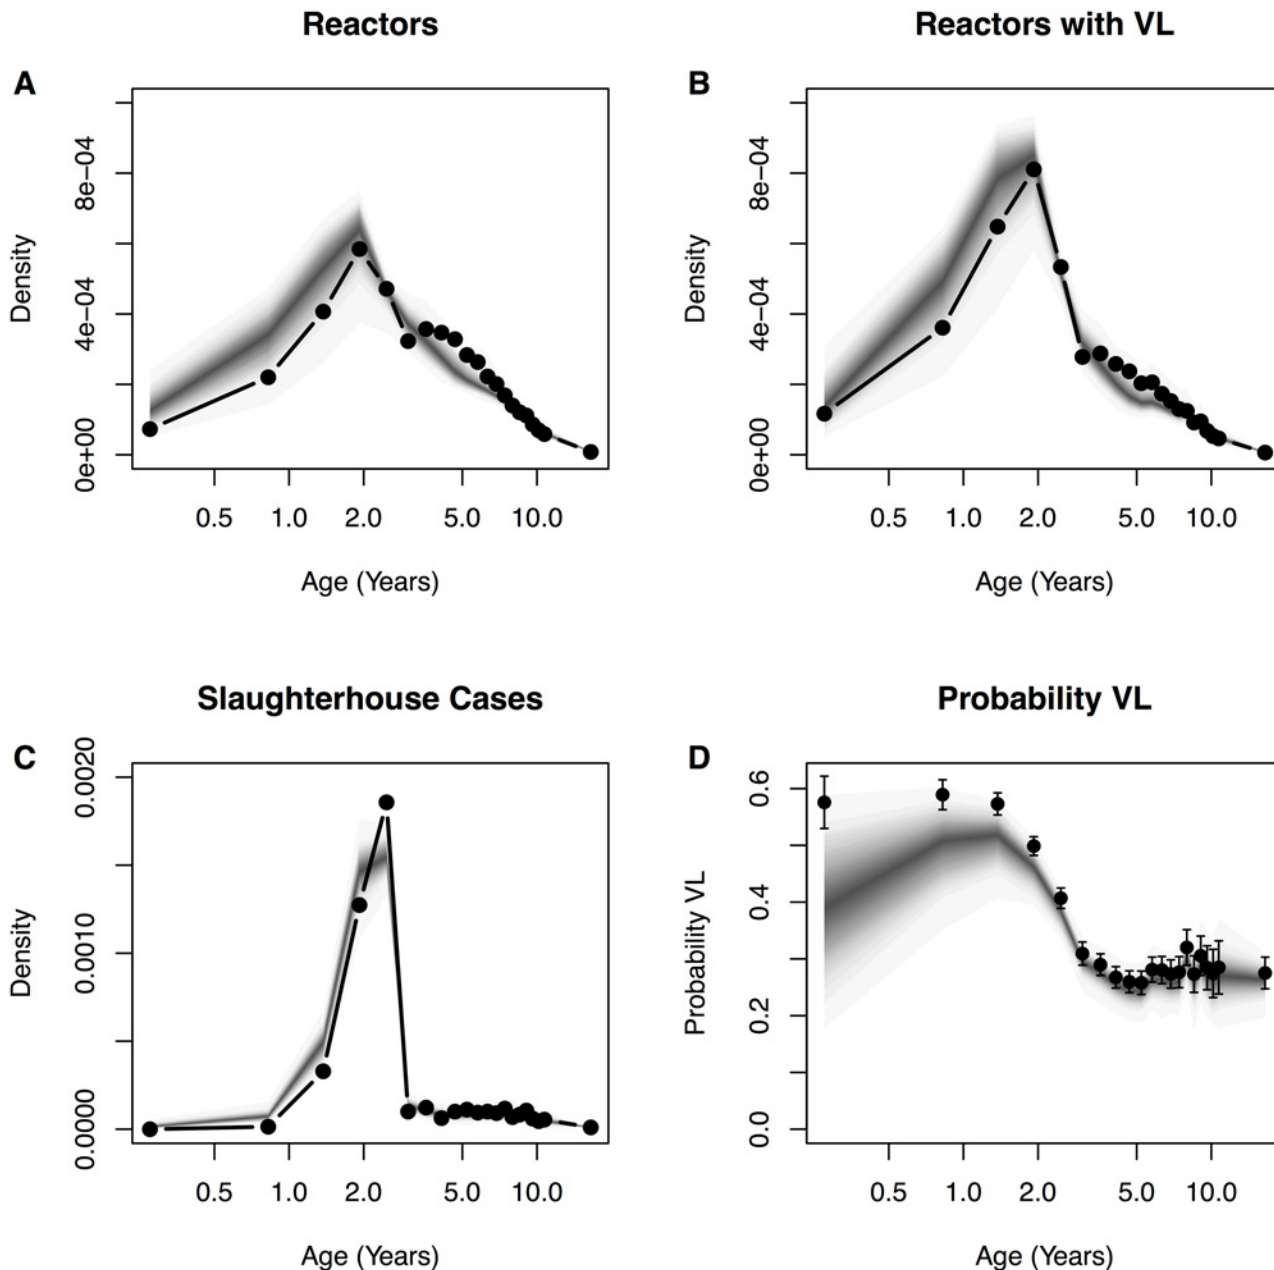 Reactors
A
Density
0e+00 4e−04 8e−04
0.5 1.0 2.0 5.0 10.0
Age (Years)
Reactors with VL
B
Density
0e+00 4e−04 8e−04
0.5 1.0 2.0 5.0 10.0
Age (Years)
Slaughterhouse Cases
C
Density
0.0000 0.0010 0.0020
0.5 1.0 2.0 5.0 10.0
Age (Years)
Probability VL
D
Probability VL
0.0 0.2 0.4 0.6
0.5 1.0 2.0 5.0 10.0
Age (Years)